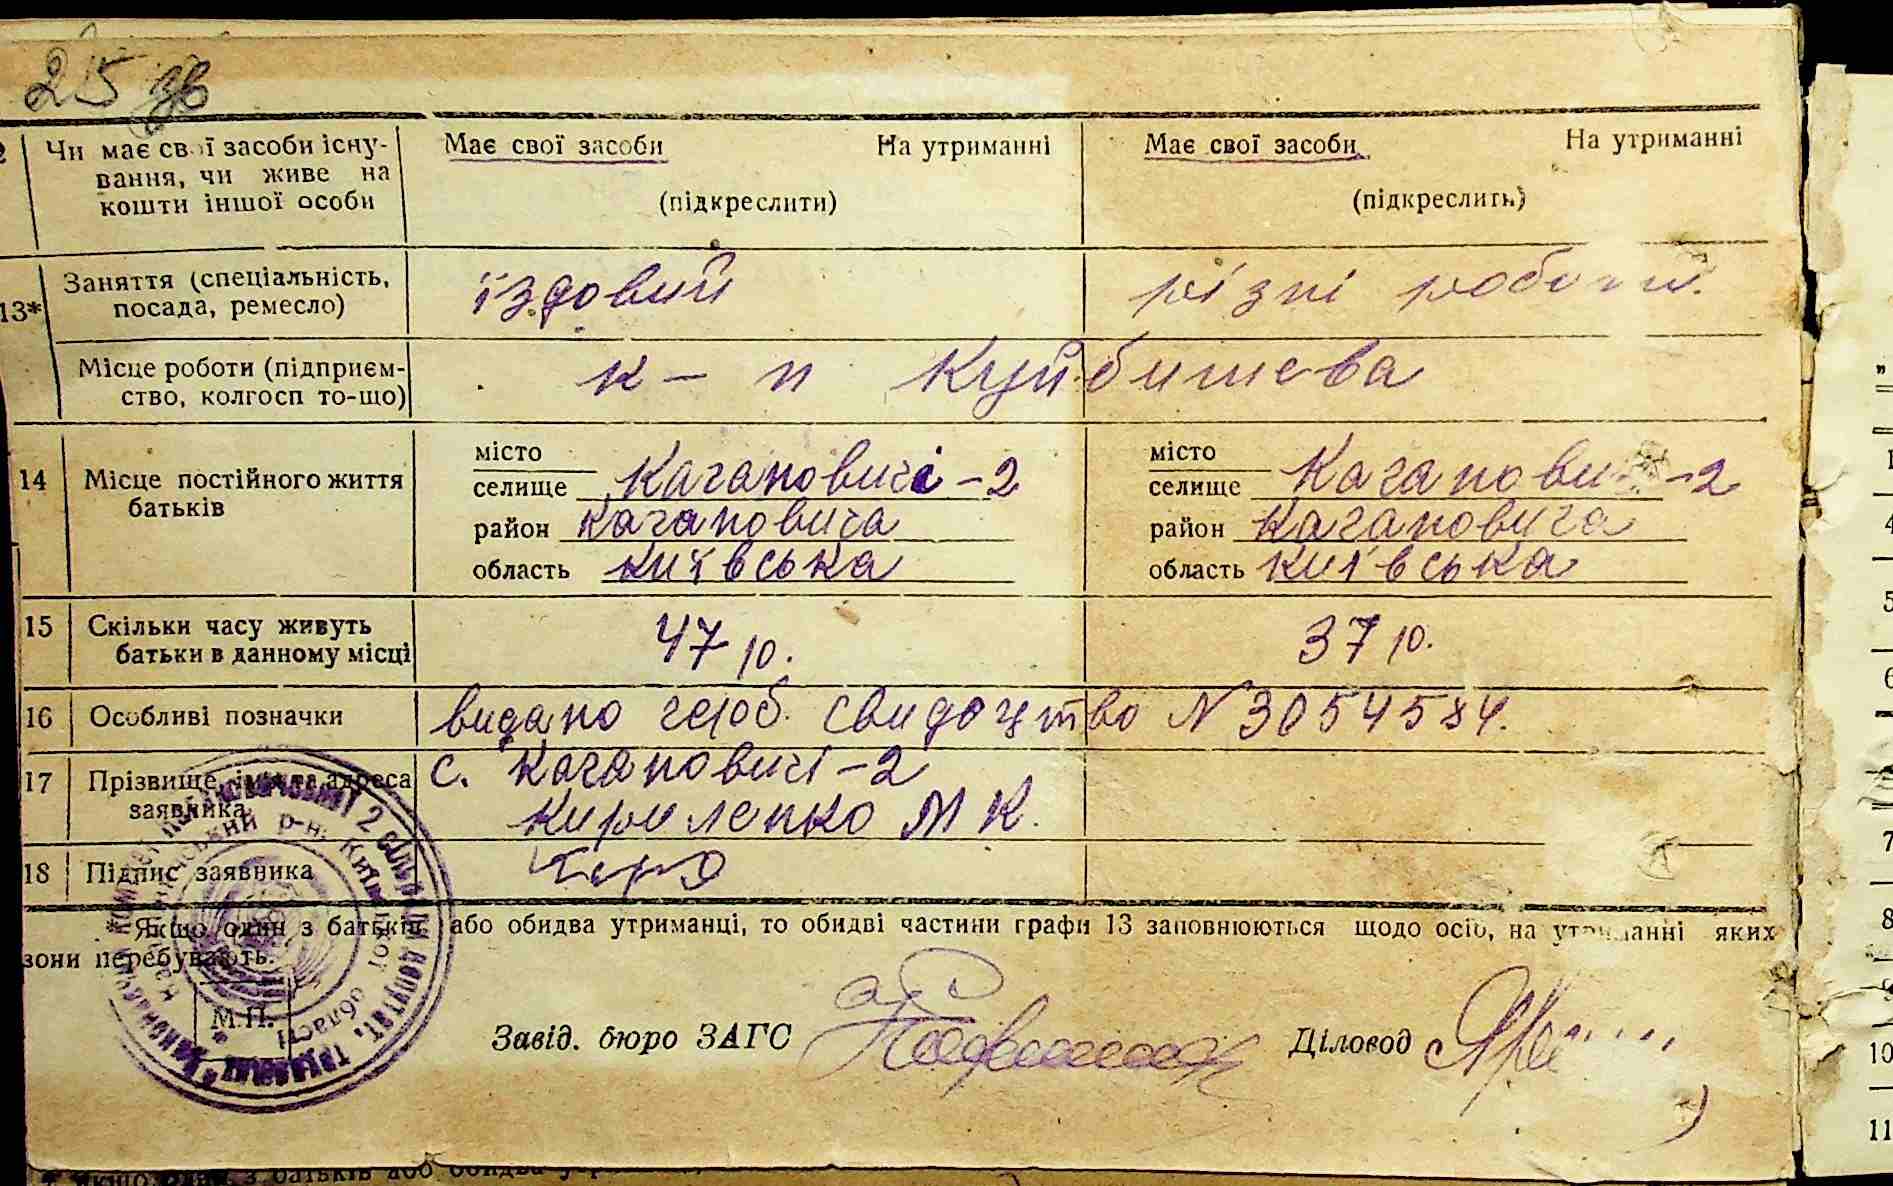 25 зв
Чи має свої засоби існу-
вання, чи живе на
кошти іншої особи
Має свої засоби На утриманні
(підкреслити)
Має свої засоби На утриманні
(підкреслить)
13*
Заняття (спеціальність,
посада, ремесло)
їздовий
різні роботи
Місце роботи (підприєм-
ство, колгосп то-що)
к-п Куйбишева
14
Місце постійного життя
батьків
місто
селище Кагановичі-2
район Кагановича
область Київська
місто
селище Кагановичі-2
район Кагановича
область Київська
15
Скільки часу живуть
батьки в данному місці
47 р.
37 р.
16 Особливі позначки
видано свидоцтво N 3054584.
17
Прізвище, ім'я та адреса
заявника
с. Кагановичі-2
Кириленко М К.
18 Підпис заявника
*Якщо один з батьків або обидва утриманці, то обидві частини графи 13 заповнюються щодо осіб, на утриманні яких
вони перебувають.
М.П.
Завід. бюро ЗАГС
Діловод